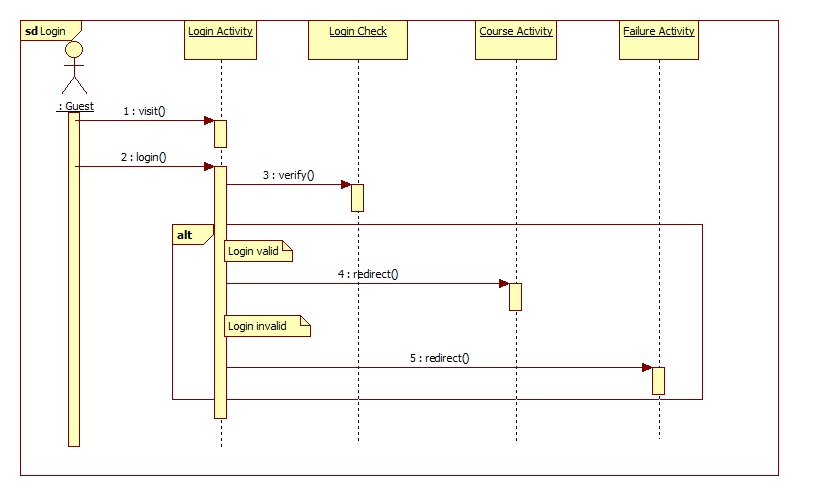 sd Login
Login Activity
Login Check
Course Activity
Failure Activity
: Guest
1 : visit()
2 : login()
3 : verify()
alt
Login valid
4 : redirect()
Login invalid
5 : redirect()